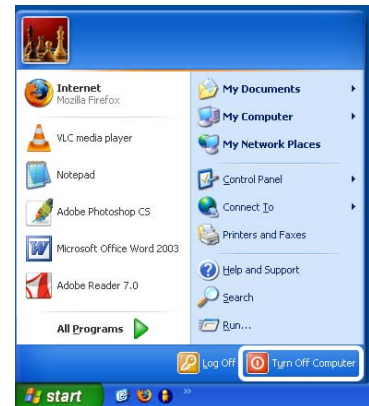 Internet
Mozilla Firefox
VLC media player
Notepad
Adobe Photoshop CS
Microsoft Office Word 2003
Adobe Reader 7.0
All Programs
My Documents
My Computer
My Network Places
Control Panel
Connect To
Printers and Faxes
Help and Support
Search
Run...
Log Off
Turn Off Computer
start
»